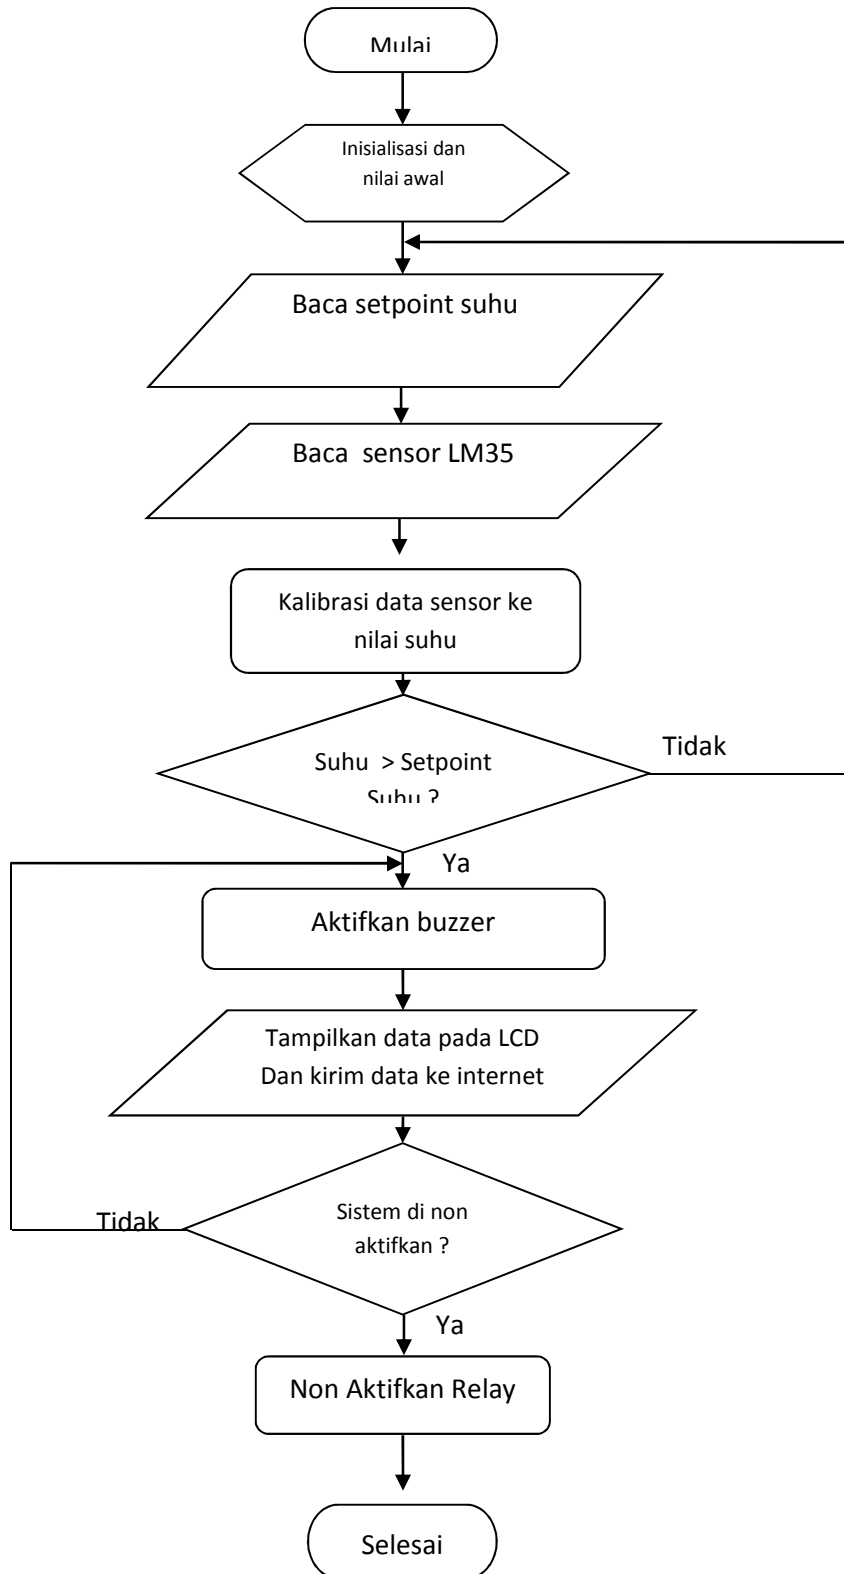 Mulai
Inisialisasi dan
nilai awal
Baca setpoint suhu
Baca sensor LM35
Kalibrasi data sensor ke
nilai suhu
Suhu > Setpoint
Suhu ?
Tidak
Ya
Aktifkan buzzer
Tampilkan data pada LCD
Dan kirim data ke internet
Tidak
Sistem di non
aktifkan ?
Ya
Non Aktifkan Relay
Selesai